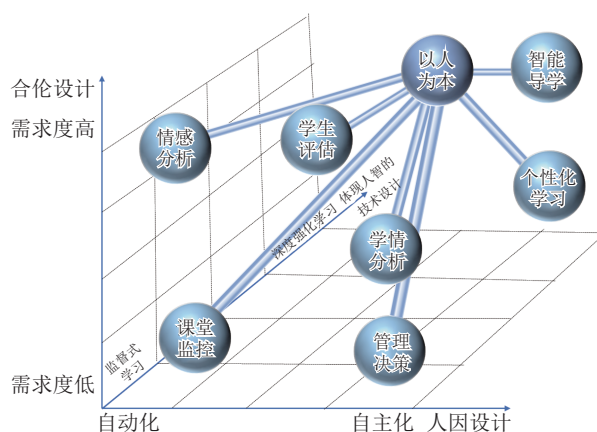 合伦设计
需求度高
以人
为本
智能
导学
情感
分析
学生
评估
个性化
学习
深度强化学习
体现人智的
技术设计
学情
分析
课堂
监控
管理
决策
监督式
学习
需求度低
自动化
自主化
人因设计